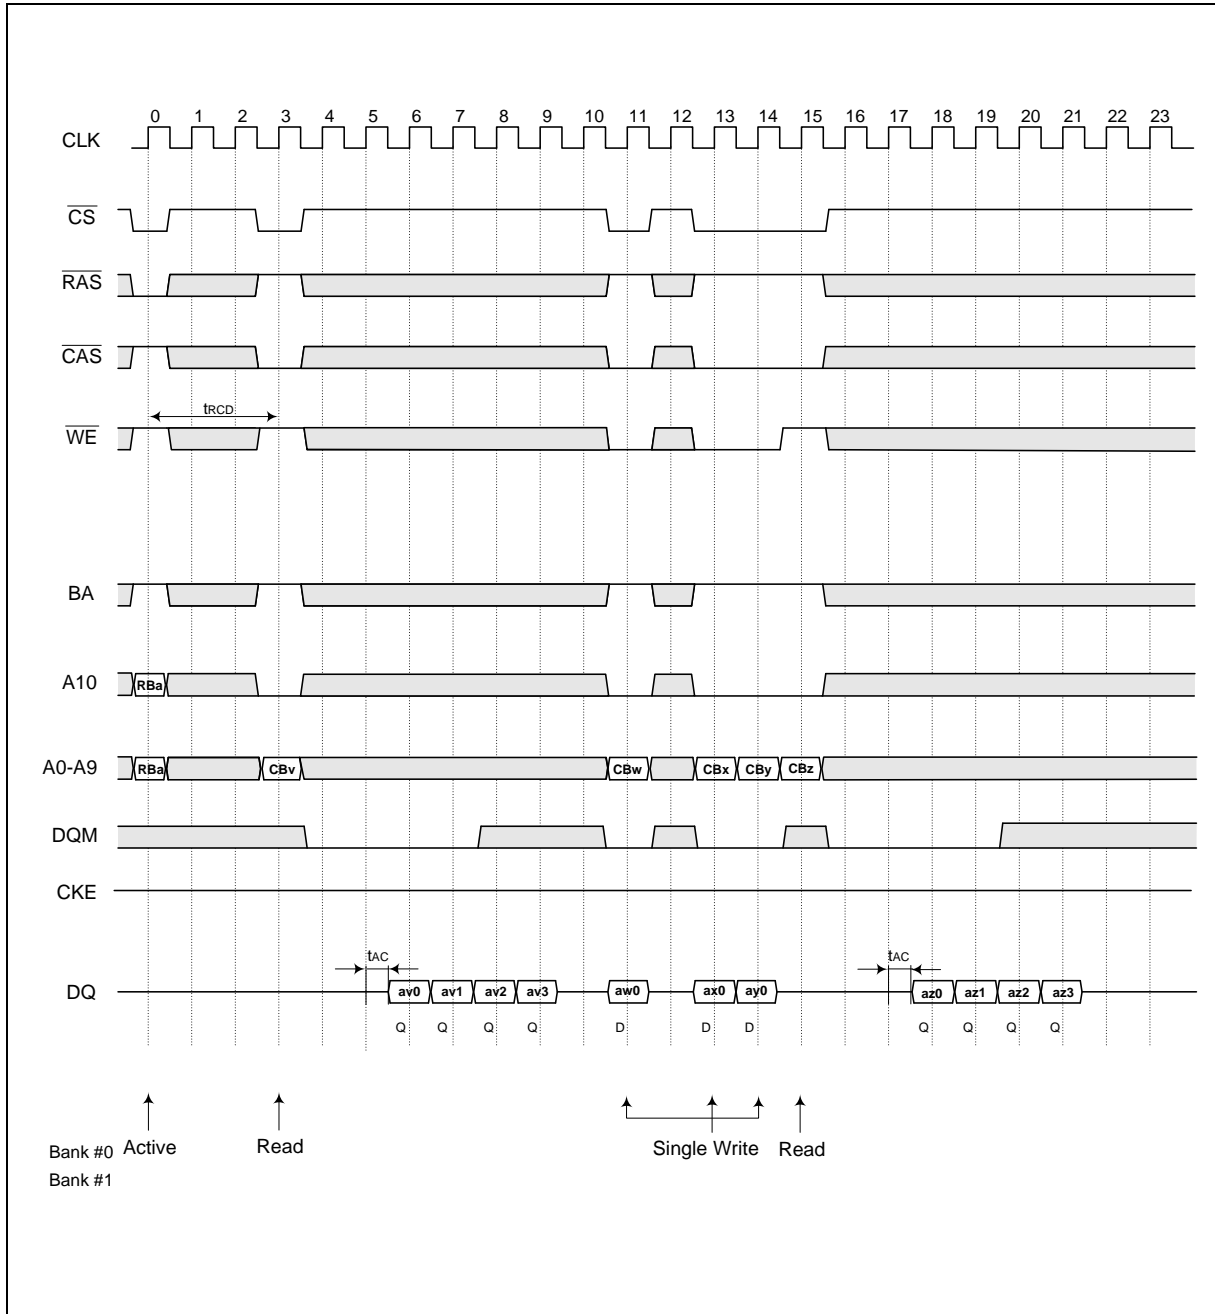 0 1 2 3 4 5 6 7 8 9 10 11 12 13 14 15 16 17 18 19 20 21 22 23
CLK
CS
RAS
CAS
tRCD
WE
BA
A10 RBa
A0-A9 RBa CBv CBw CBx CBy CBz
DQM
CKE
tAC tAC
DQ av0 av1 av2 av3 aw0 ax0 ay0 az0 az1 az2 az3
Q Q Q Q D D D Q Q Q Q
Bank #0 Active Read Single Write Read
Bank #1